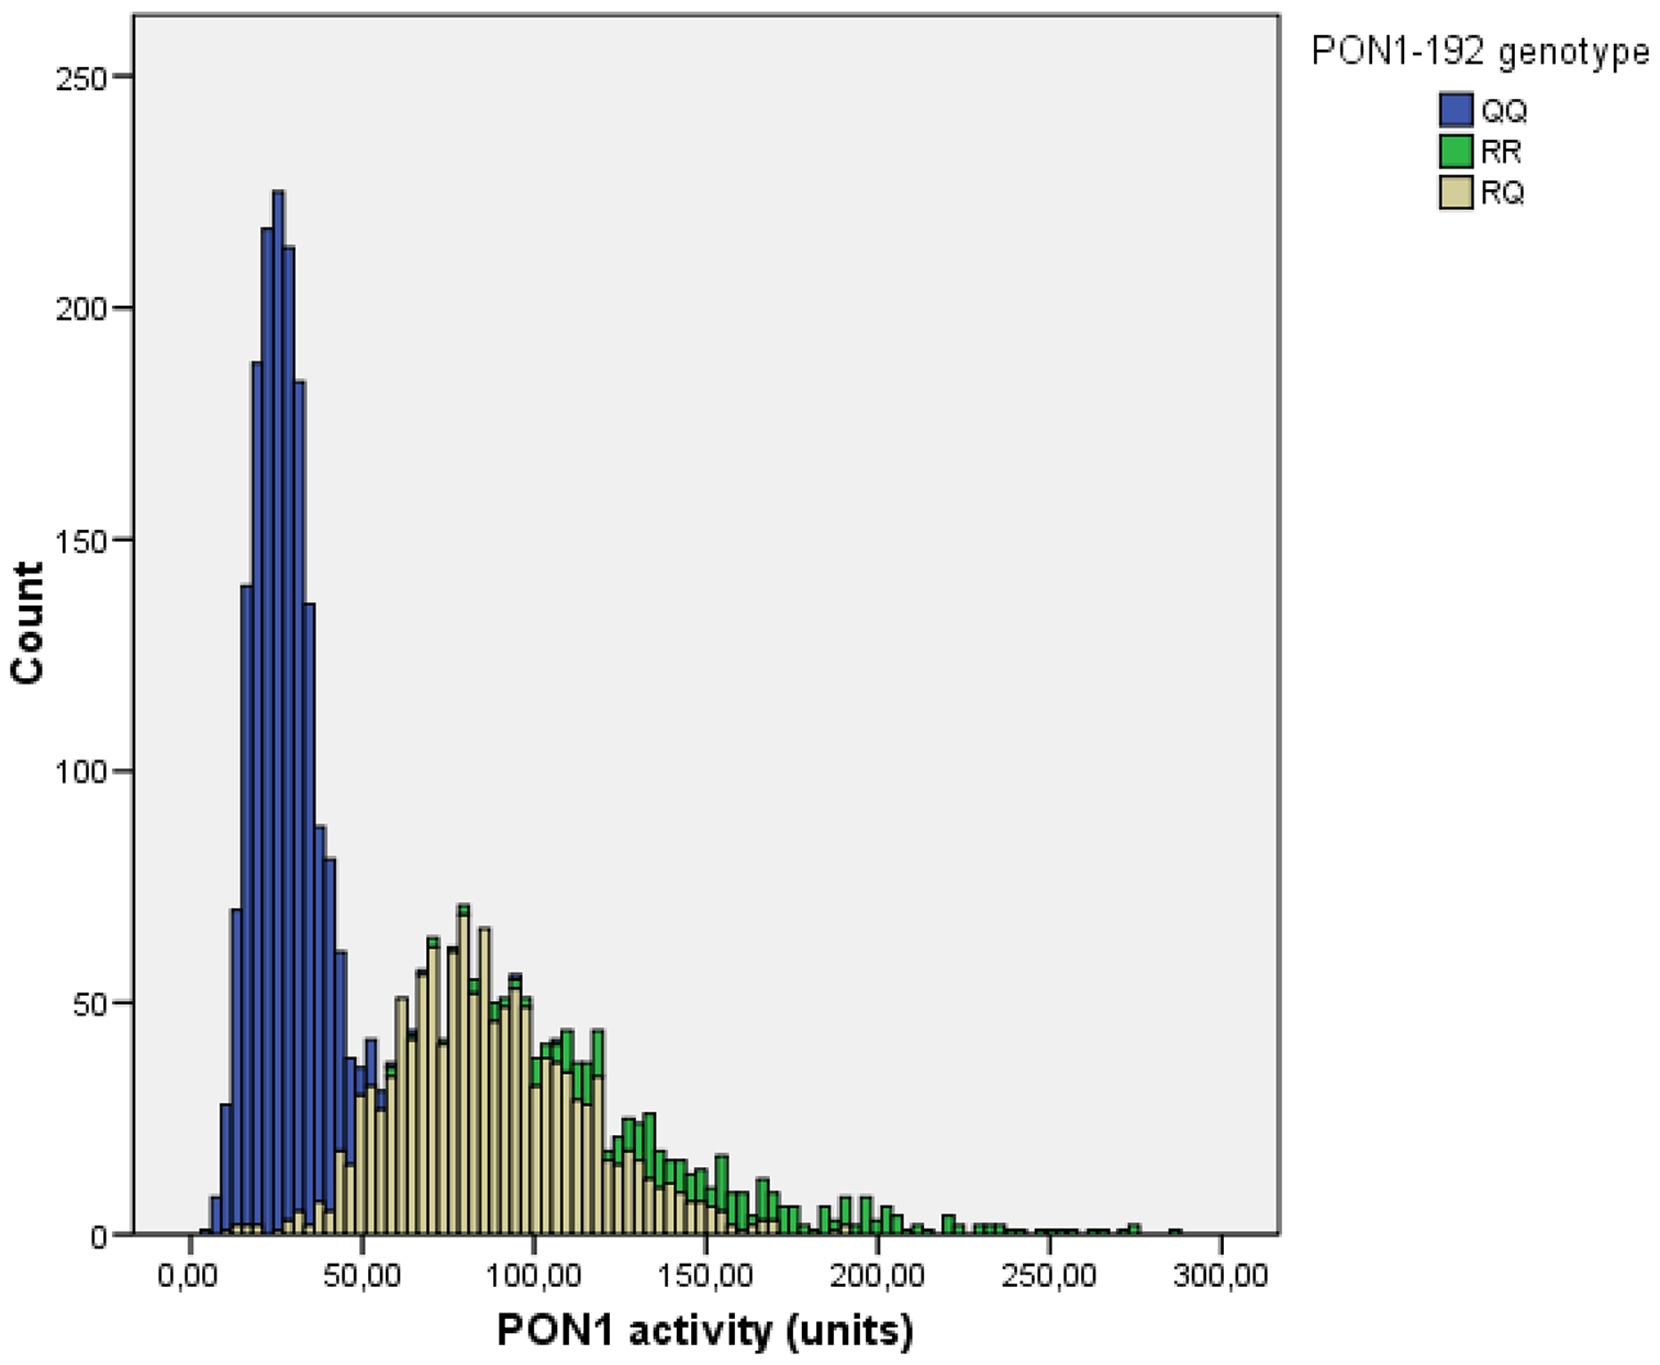 PON1-192 genotype
QQ
RR
RQ
250
200
150
100
50
0
Count
0,00 50,00 100,00 150,00 200,00 250,00 300,00
PON1 activity (units)